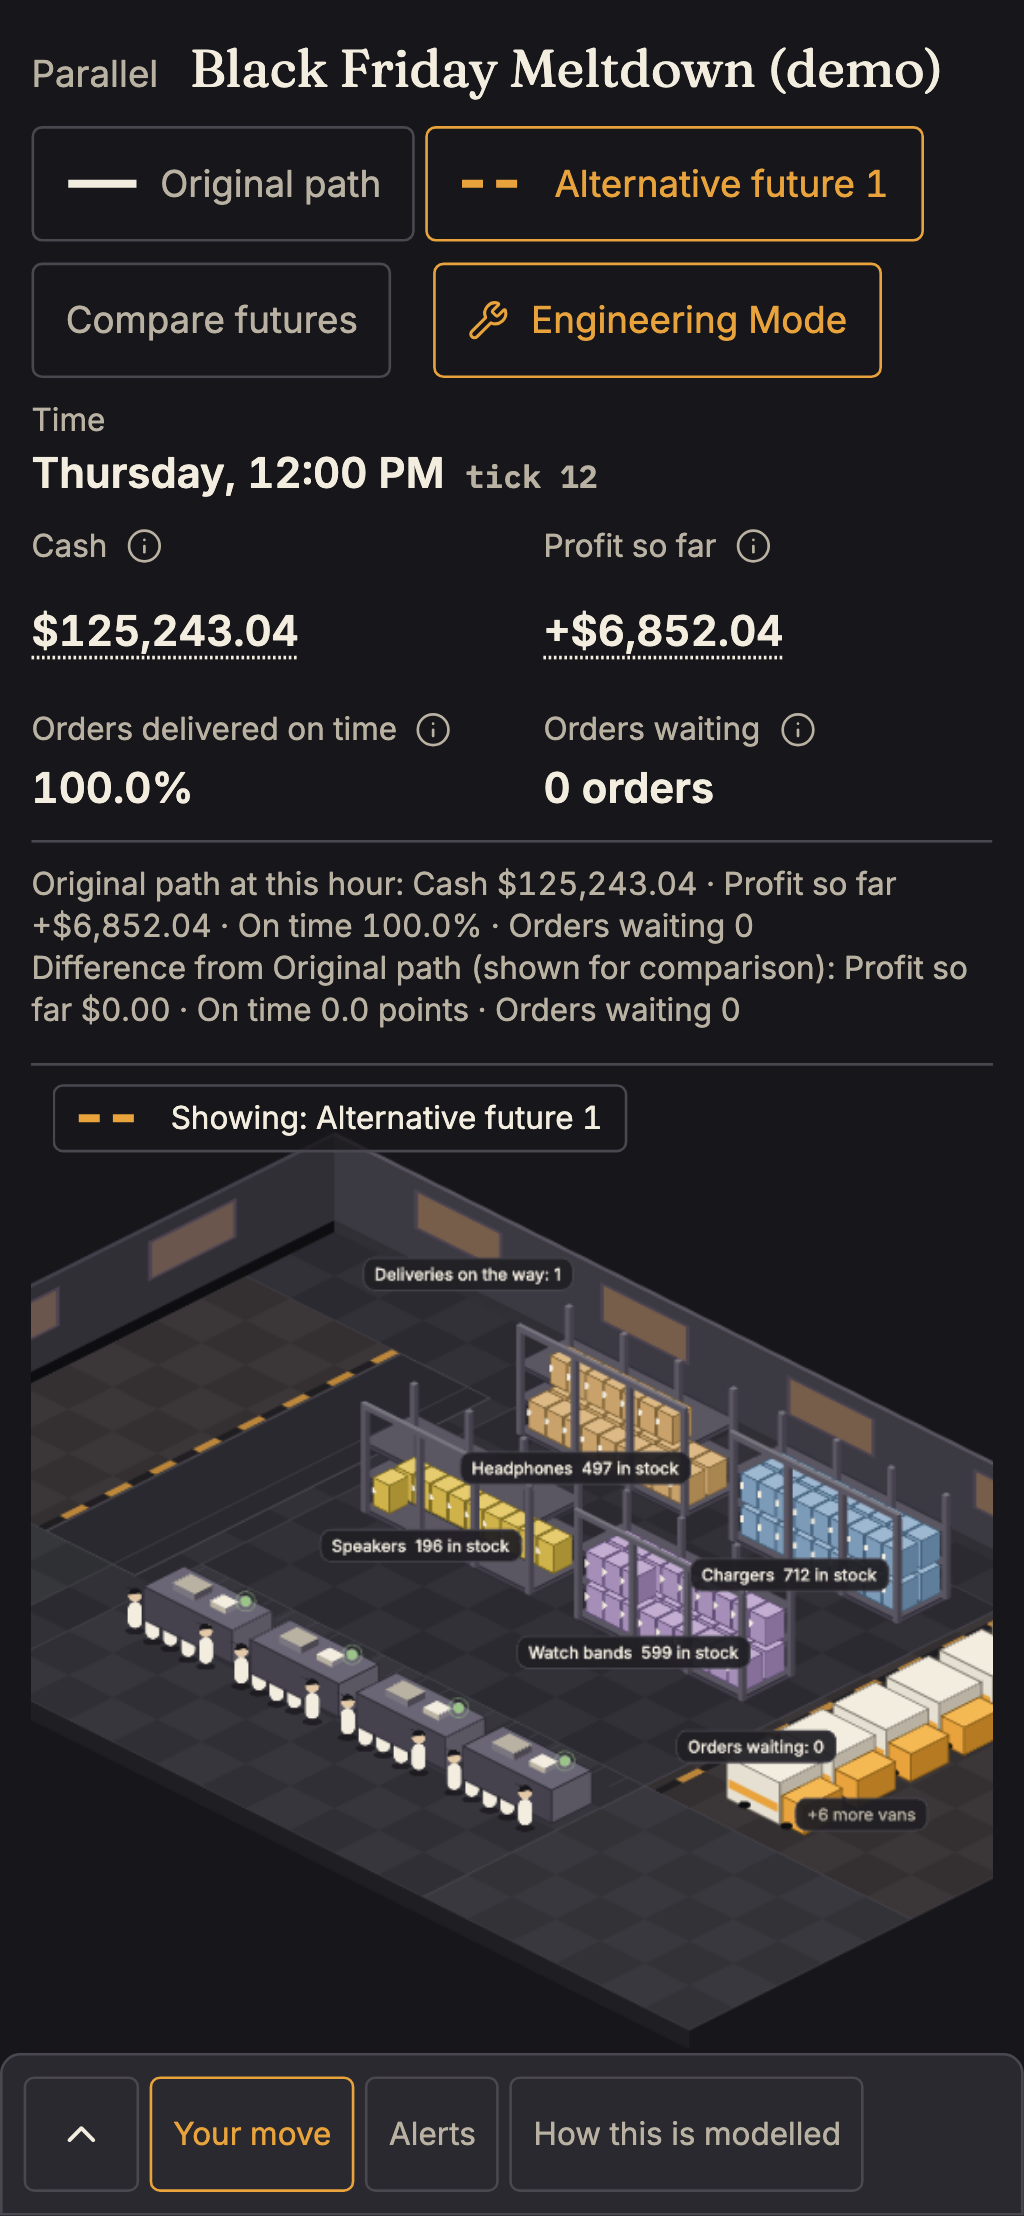 Parallel Black Friday Meltdown (demo)
Original path
Alternative future 1
Compare futures
Engineering Mode
Time
Thursday, 12:00 PM tick 12
Cash
Profit so far
$125,243.04
+$6,852.04
Orders delivered on time
Orders waiting
100.0%
0 orders
Original path at this hour: Cash $125,243.04 · Profit so far
+$6,852.04 · On time 100.0% · Orders waiting 0
Difference from Original path (shown for comparison): Profit so
far $0.00 · On time 0.0 points · Orders waiting 0
Showing: Alternative future 1
Deliveries on the way: 1
Headphones 497 in stock
Speakers 196 in stock
Chargers 712 in stock
Watch bands 599 in stock
Orders waiting: 0
+6 more vans
Your move
Alerts
How this is modelled